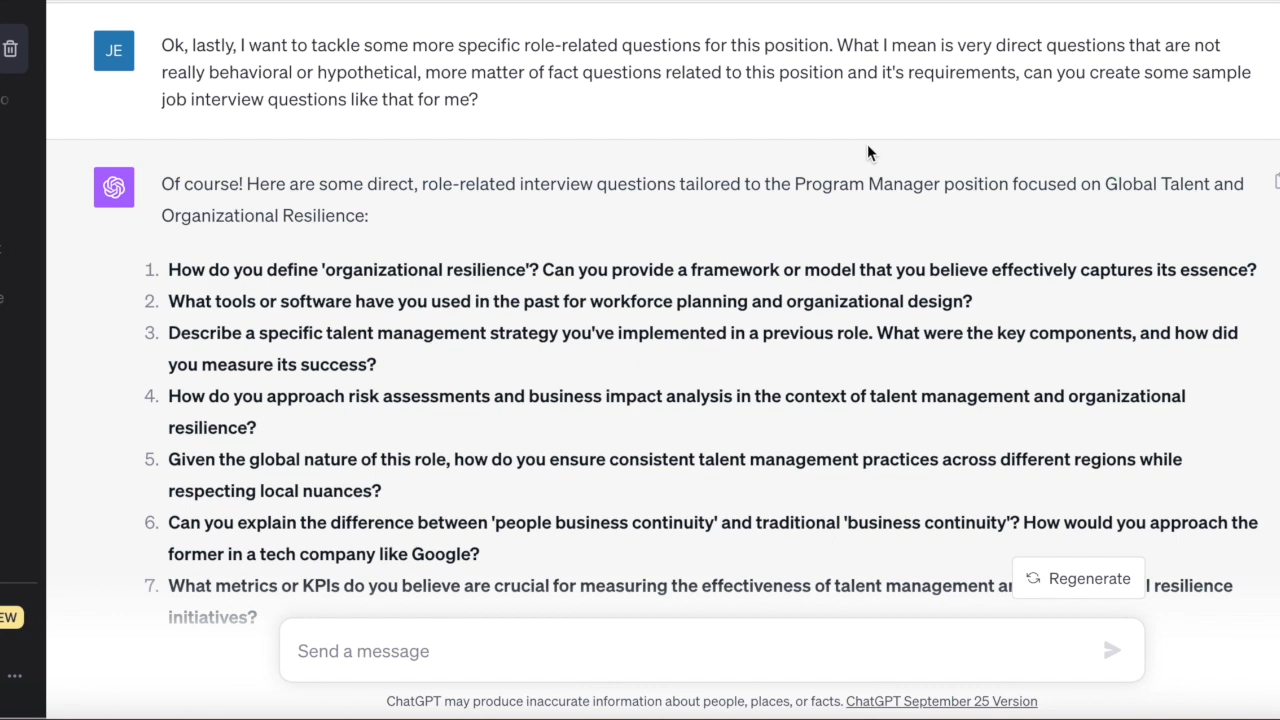 JE
Ok, lastly, I want to tackle some more specific role-related questions for this position. What I mean is very direct questions that are not
really behavioral or hypothetical, more matter of fact questions related to this position and it's requirements, can you create some sample
job interview questions like that for me?
Of course! Here are some direct, role-related interview questions tailored to the Program Manager position focused on Global Talent and
Organizational Resilience:
1. How do you define 'organizational resilience'? Can you provide a framework or model that you believe effectively captures its essence?
2. What tools or software have you used in the past for workforce planning and organizational design?
3. Describe a specific talent management strategy you've implemented in a previous role. What were the key components, and how did
you measure its success?
4. How do you approach risk assessments and business impact analysis in the context of talent management and organizational
resilience?
5. Given the global nature of this role, how do you ensure consistent talent management practices across different regions while
respecting local nuances?
6. Can you explain the difference between 'people business continuity' and traditional 'business continuity'? How would you approach the
former in a tech company like Google?
7. What metrics or KPIs do you believe are crucial for measuring the effectiveness of talent management resilience
initiatives?
Regenerate
EW
Send a message
ChatGPT may produce inaccurate information about people, places, or facts. ChatGPT September 25 Version